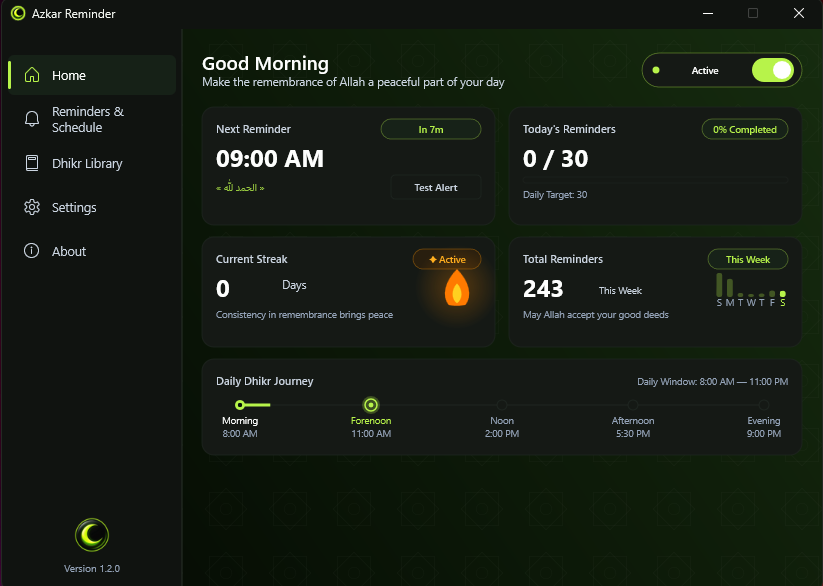 Azkar Reminder
Home
Reminders &
Schedule
Dhikr Library
Settings
About
Version 1.2.0
Good Morning
Make the remembrance of Allah a peaceful part of your day
Active
Next Reminder
In 7m
09:00 AM
« الحمد لله »
Test Alert
Today's Reminders
0% Completed
0 / 30
Daily Target: 30
Current Streak
✦ Active
0 Days
Consistency in remembrance brings peace
Total Reminders
This Week
243 This Week
S M T W T F S
May Allah accept your good deeds
Daily Dhikr Journey
Daily Window: 8:00 AM — 11:00 PM
Morning Forenoon Noon Afternoon Evening
8:00 AM 11:00 AM 2:00 PM 5:30 PM 9:00 PM